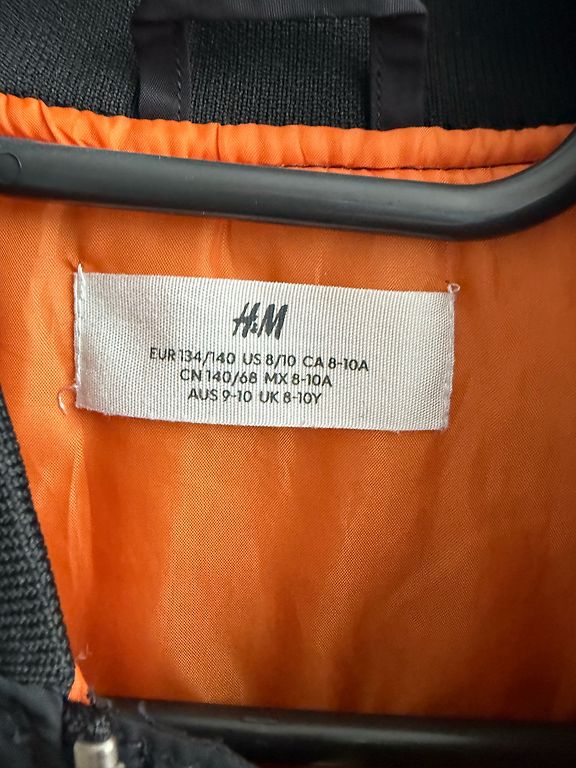 H&M
EUR 134/140 US 8/10 CA 8-10A
CN 140/68 MX 8-10A
AUS 9-10 UK 8-10Y